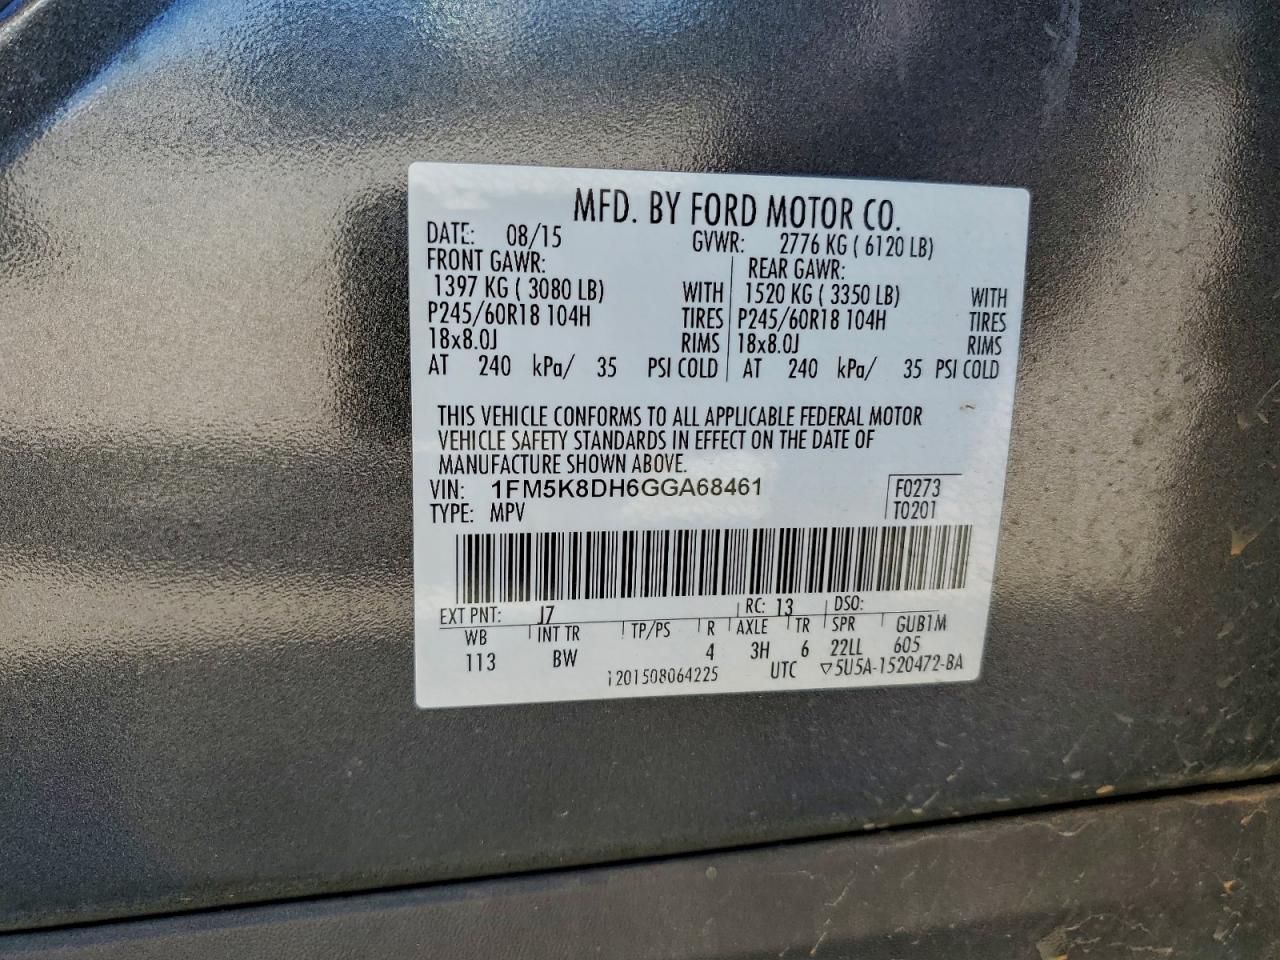 MFD. BY FORD MOTOR CO.
DATE: 08/15 GVWR: 2776 KG ( 6120 LB)
FRONT GAWR: REAR GAWR:
1397 KG ( 3080 LB) WITH 1520 KG ( 3350 LB) WITH
P245/60R18 104H TIRES P245/60R18 104H TIRES
18x8.0J RIMS 18x8.0J RIMS
AT 240 kPa/ 35 PSI COLD AT 240 kPa/ 35 PSI COLD
THIS VEHICLE CONFORMS TO ALL APPLICABLE FEDERAL MOTOR
VEHICLE SAFETY STANDARDS IN EFFECT ON THE DATE OF
MANUFACTURE SHOWN ABOVE.
VIN: 1FM5K8DH6GGA68461 F0273
TYPE: MPV T0201
EXT PNT: J7 RC: 13 DSO:
WB INT TR TP/PS R AXLE TR SPR GUB1M
113 BW 4 3H 6 22LL 605
1201508064225 UTC ▽5U5A-1520472-BA